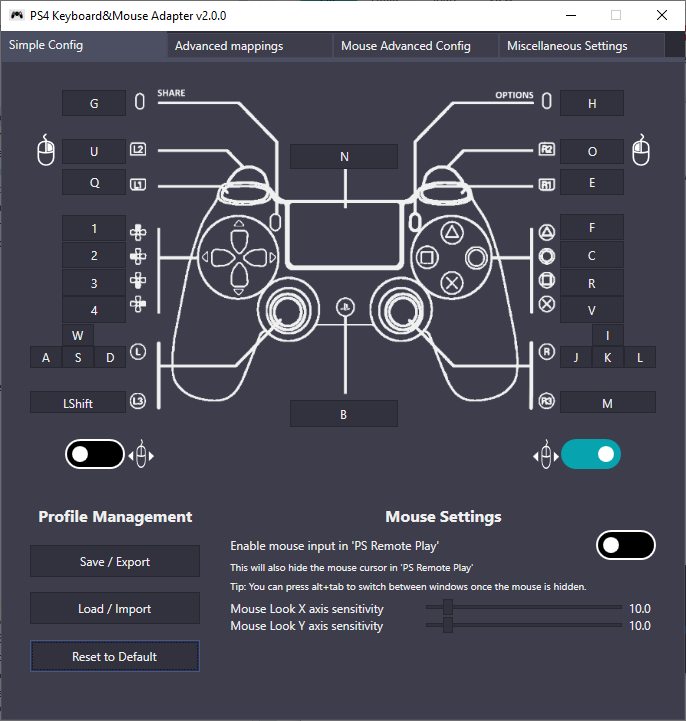 PS4 Keyboard&Mouse Adapter v2.0.0
Simple Config
Advanced mappings
Mouse Advanced Config
Miscellaneous Settings
G
SHARE
OPTIONS
H
U
L2
N
R2
O
Q
L1
R1
E
1
F
2
C
3
R
4
V
W
I
A
S
D
L
R
J
K
L
LShift
L3
B
R3
M
Profile Management
Mouse Settings
Save / Export
Enable mouse input in 'PS Remote Play'
This will also hide the mouse cursor in 'PS Remote Play'
Tip: You can press alt+tab to switch between windows once the mouse is hidden.
Load / Import
Mouse Look X axis sensitivity
10.0
Mouse Look Y axis sensitivity
10.0
Reset to Default